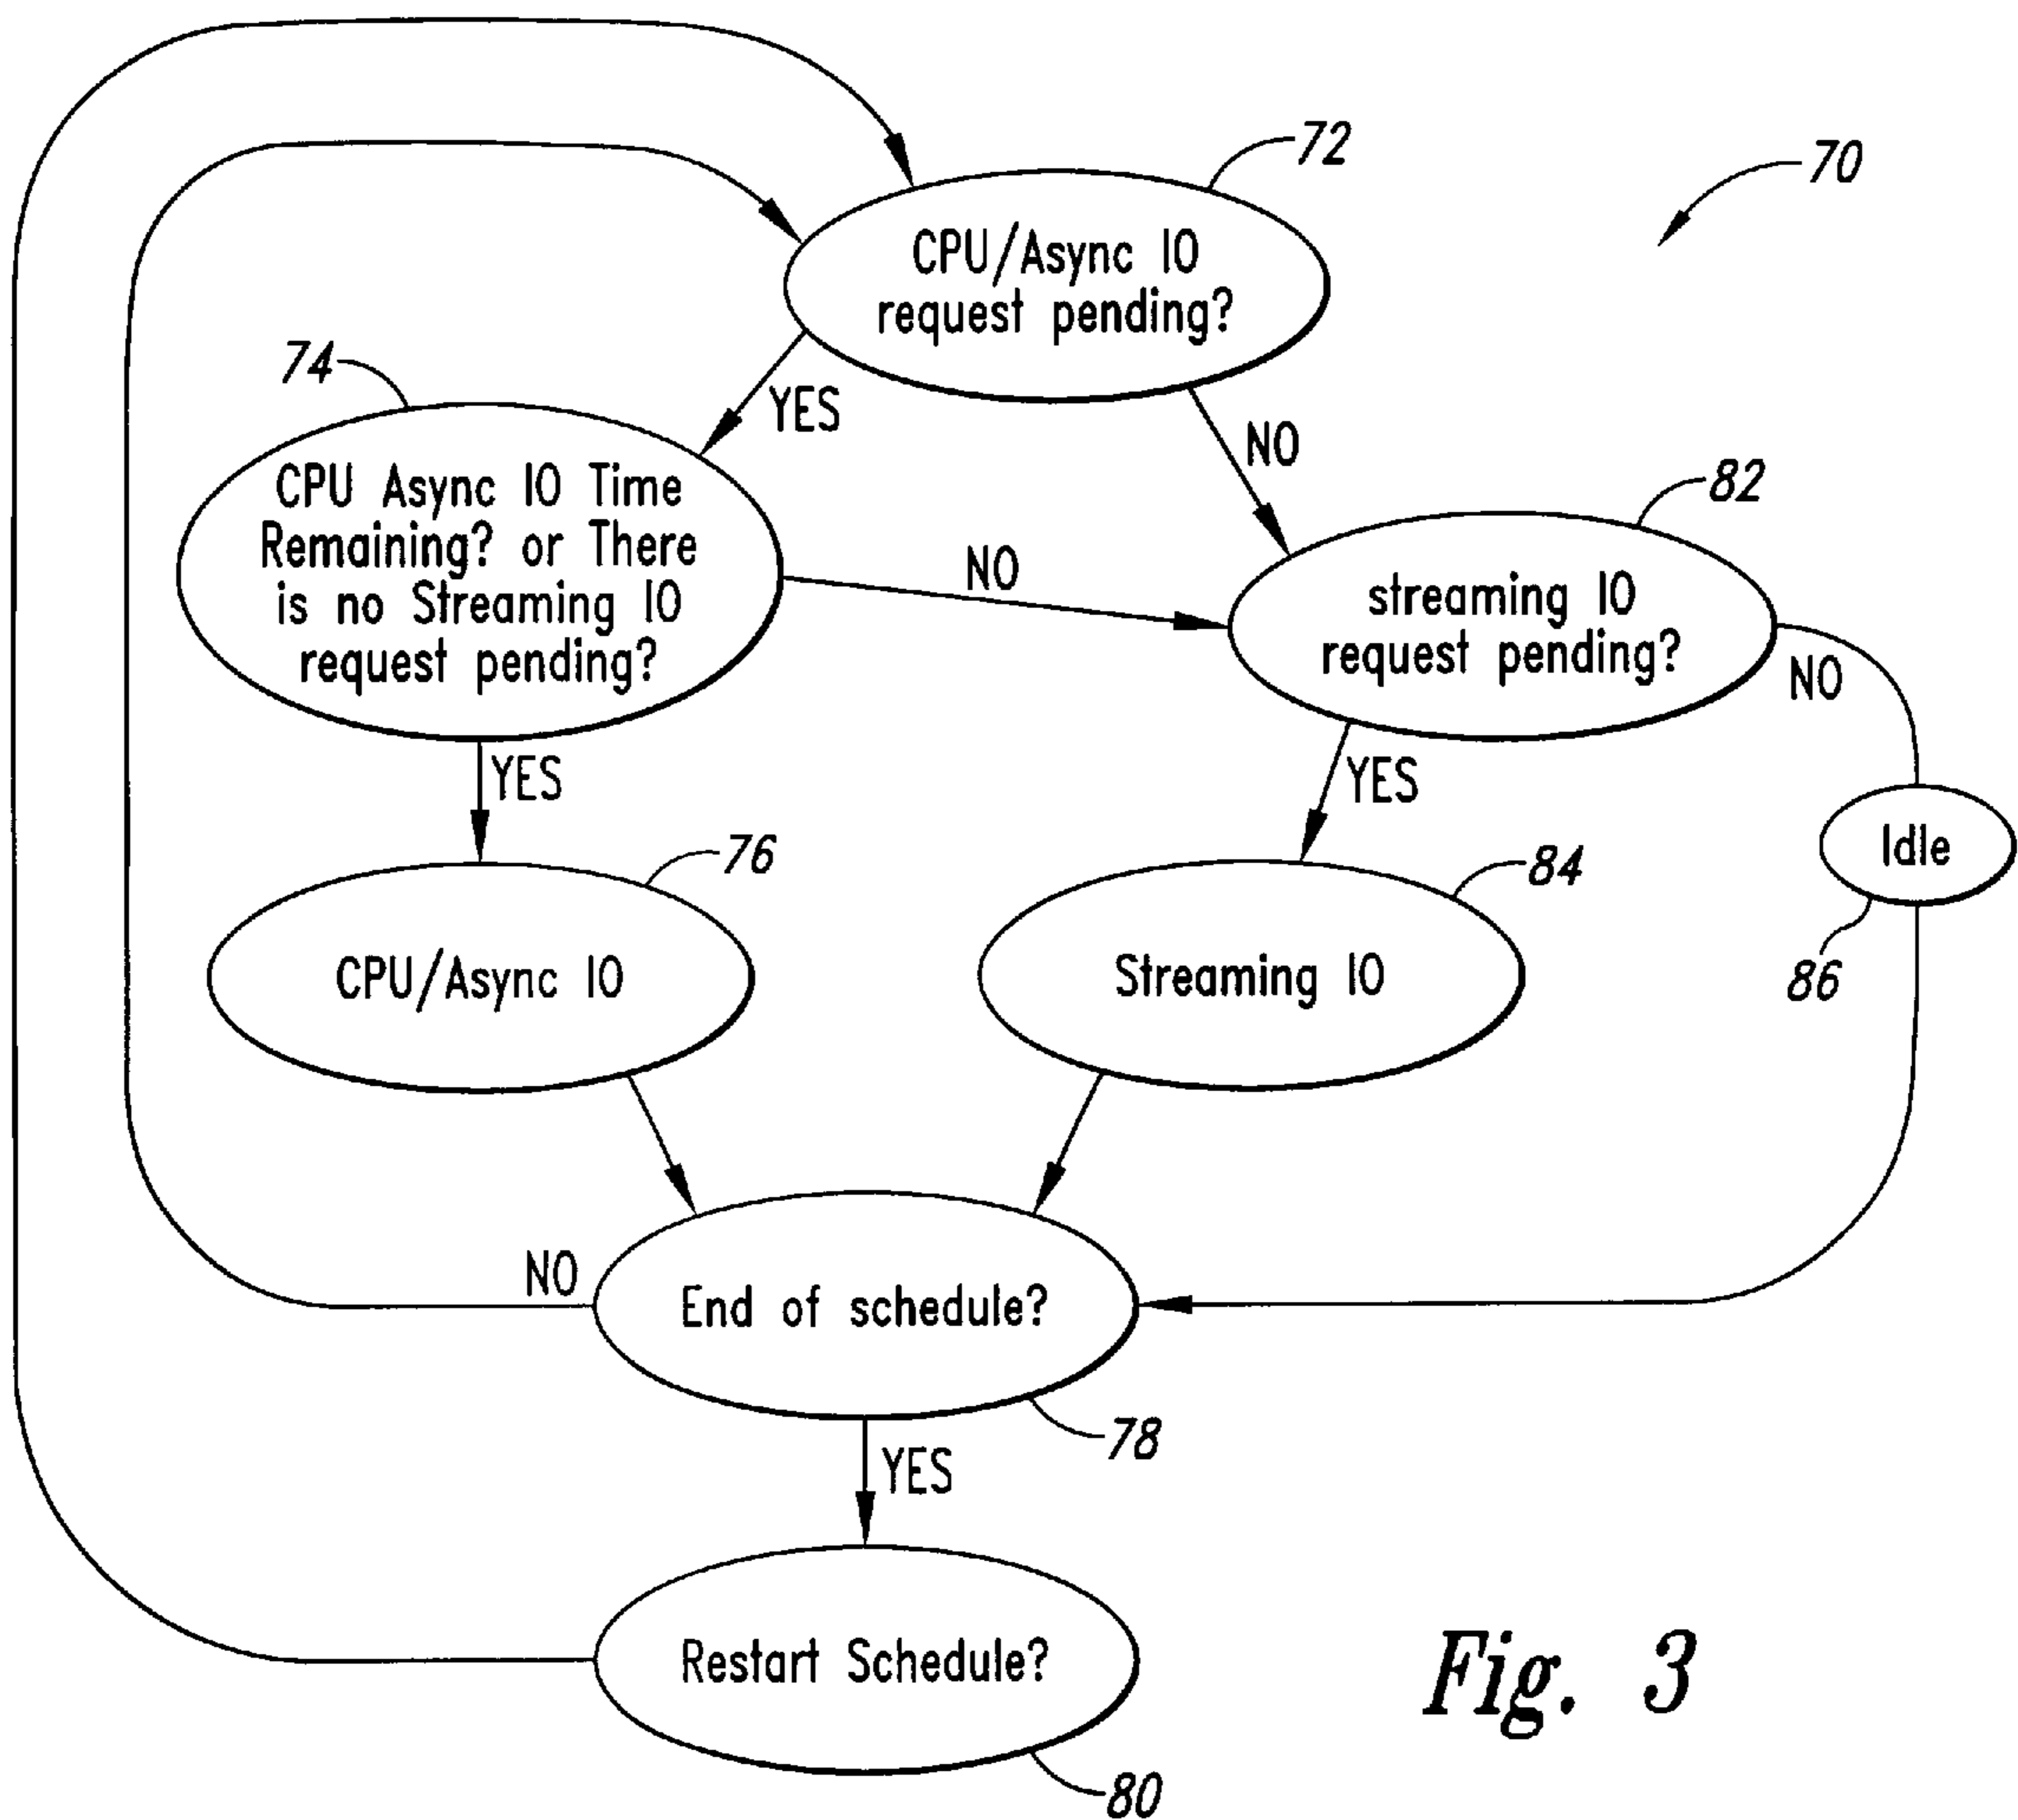 72
70
CPU/Async IO
request pending?
74
YES
NO
82
CPU Async IO Time
Remaining? or There
is no Streaming IO
request pending?
NO
streaming IO
request pending?
NO
YES
YES
76
84
Idle
CPU/Async IO
Streaming IO
86
NO
End of schedule?
78
YES
Restart Schedule?
Fig. 3
80